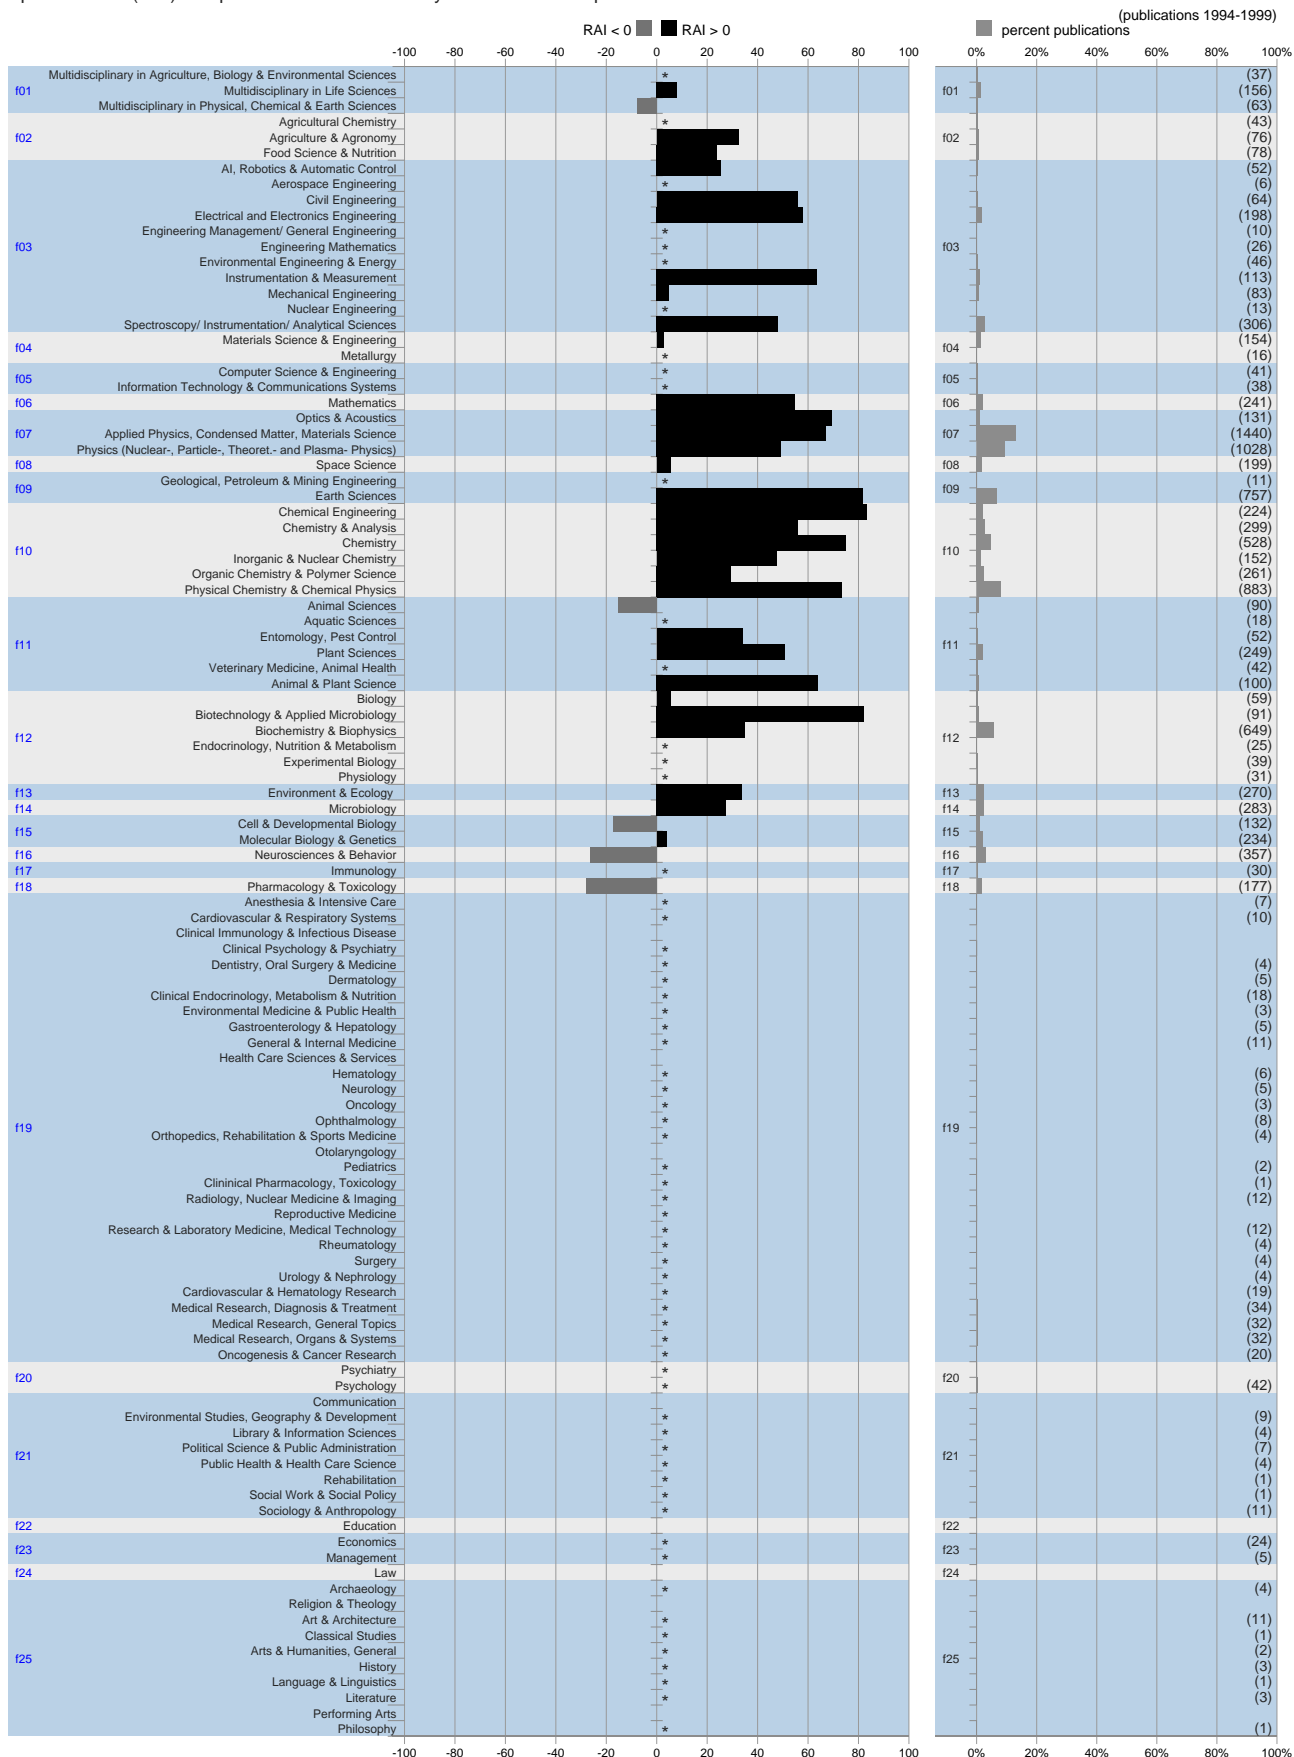 (publications 1994-1999)
RAI < 0 RAI > 0 percent publications
-100 -80 -60 -40 -20 0 20 40 60 80 100 0% 20% 40% 60% 80% 100%
Multidisciplinary in Agriculture, Biology & Environmental Sciences * (37)
f01 Multidisciplinary in Life Sciences f01 (156)
Multidisciplinary in Physical, Chemical & Earth Sciences (63)
Agricultural Chemistry * (43)
f02 Agriculture & Agronomy f02 (76)
Food Science & Nutrition (78)
AI, Robotics & Automatic Control (52)
Aerospace Engineering * (6)
Civil Engineering (64)
Electrical and Electronics Engineering (198)
Engineering Management/ General Engineering * (10)
f03 Engineering Mathematics * f03 (26)
Environmental Engineering & Energy * (46)
Instrumentation & Measurement (113)
Mechanical Engineering (83)
Nuclear Engineering * (13)
Spectroscopy/ Instrumentation/ Analytical Sciences (306)
f04 Materials Science & Engineering f04 (154)
Metallurgy * (16)
f05 Computer Science & Engineering * f05 (41)
Information Technology & Communications Systems * (38)
f06 Mathematics f06 (241)
Optics & Acoustics (131)
f07 Applied Physics, Condensed Matter, Materials Science f07 (1440)
Physics (Nuclear-, Particle-, Theoret.- and Plasma- Physics) (1028)
f08 Space Science f08 (199)
f09 Geological, Petroleum & Mining Engineering * f09 (11)
Earth Sciences (757)
Chemical Engineering (224)
Chemistry & Analysis (299)
f10 Chemistry f10 (528)
Inorganic & Nuclear Chemistry (152)
Organic Chemistry & Polymer Science (261)
Physical Chemistry & Chemical Physics (883)
Animal Sciences (90)
Aquatic Sciences * (18)
f11 Entomology, Pest Control f11 (52)
Plant Sciences (249)
Veterinary Medicine, Animal Health * (42)
Animal & Plant Science (100)
Biology (59)
Biotechnology & Applied Microbiology (91)
f12 Biochemistry & Biophysics f12 (649)
Endocrinology, Nutrition & Metabolism * (25)
Experimental Biology * (39)
Physiology * (31)
f13 Environment & Ecology f13 (270)
f14 Microbiology f14 (283)
f15 Cell & Developmental Biology f15 (132)
Molecular Biology & Genetics (234)
f16 Neurosciences & Behavior f16 (357)
f17 Immunology * f17 (30)
f18 Pharmacology & Toxicology f18 (177)
Anesthesia & Intensive Care * (7)
Cardiovascular & Respiratory Systems * (10)
Clinical Immunology & Infectious Disease
Clinical Psychology & Psychiatry *
Dentistry, Oral Surgery & Medicine * (4)
Dermatology * (5)
Clinical Endocrinology, Metabolism & Nutrition * (18)
Environmental Medicine & Public Health * (3)
Gastroenterology & Hepatology * (5)
General & Internal Medicine * (11)
Health Care Sciences & Services
Hematology * (6)
Neurology * (5)
Oncology * (3)
f19 Ophthalmology * f19 (8)
Orthopedics, Rehabilitation & Sports Medicine * (4)
Otolaryngology
Pediatrics * (2)
Clininical Pharmacology, Toxicology * (1)
Radiology, Nuclear Medicine & Imaging * (12)
Reproductive Medicine *
Research & Laboratory Medicine, Medical Technology * (12)
Rheumatology * (4)
Surgery * (4)
Urology & Nephrology * (4)
Cardiovascular & Hematology Research * (19)
Medical Research, Diagnosis & Treatment * (34)
Medical Research, General Topics * (32)
Medical Research, Organs & Systems * (32)
Oncogenesis & Cancer Research * (20)
f20 Psychiatry * f20
Psychology * (42)
Communication
Environmental Studies, Geography & Development * (9)
Library & Information Sciences * (4)
f21 Political Science & Public Administration * f21 (7)
Public Health & Health Care Science * (4)
Rehabilitation * (1)
Social Work & Social Policy * (1)
Sociology & Anthropology * (11)
f22 Education f22
f23 Economics * f23 (24)
Management * (5)
f24 Law f24
Archaeology * (4)
Religion & Theology
Art & Architecture * (11)
Classical Studies * (1)
f25 Arts & Humanities, General * f25 (2)
History * (3)
Language & Linguistics * (1)
Literature * (3)
Performing Arts
Philosophy * (1)
-100 -80 -60 -40 -20 0 20 40 60 80 100 0% 20% 40% 60% 80% 100%